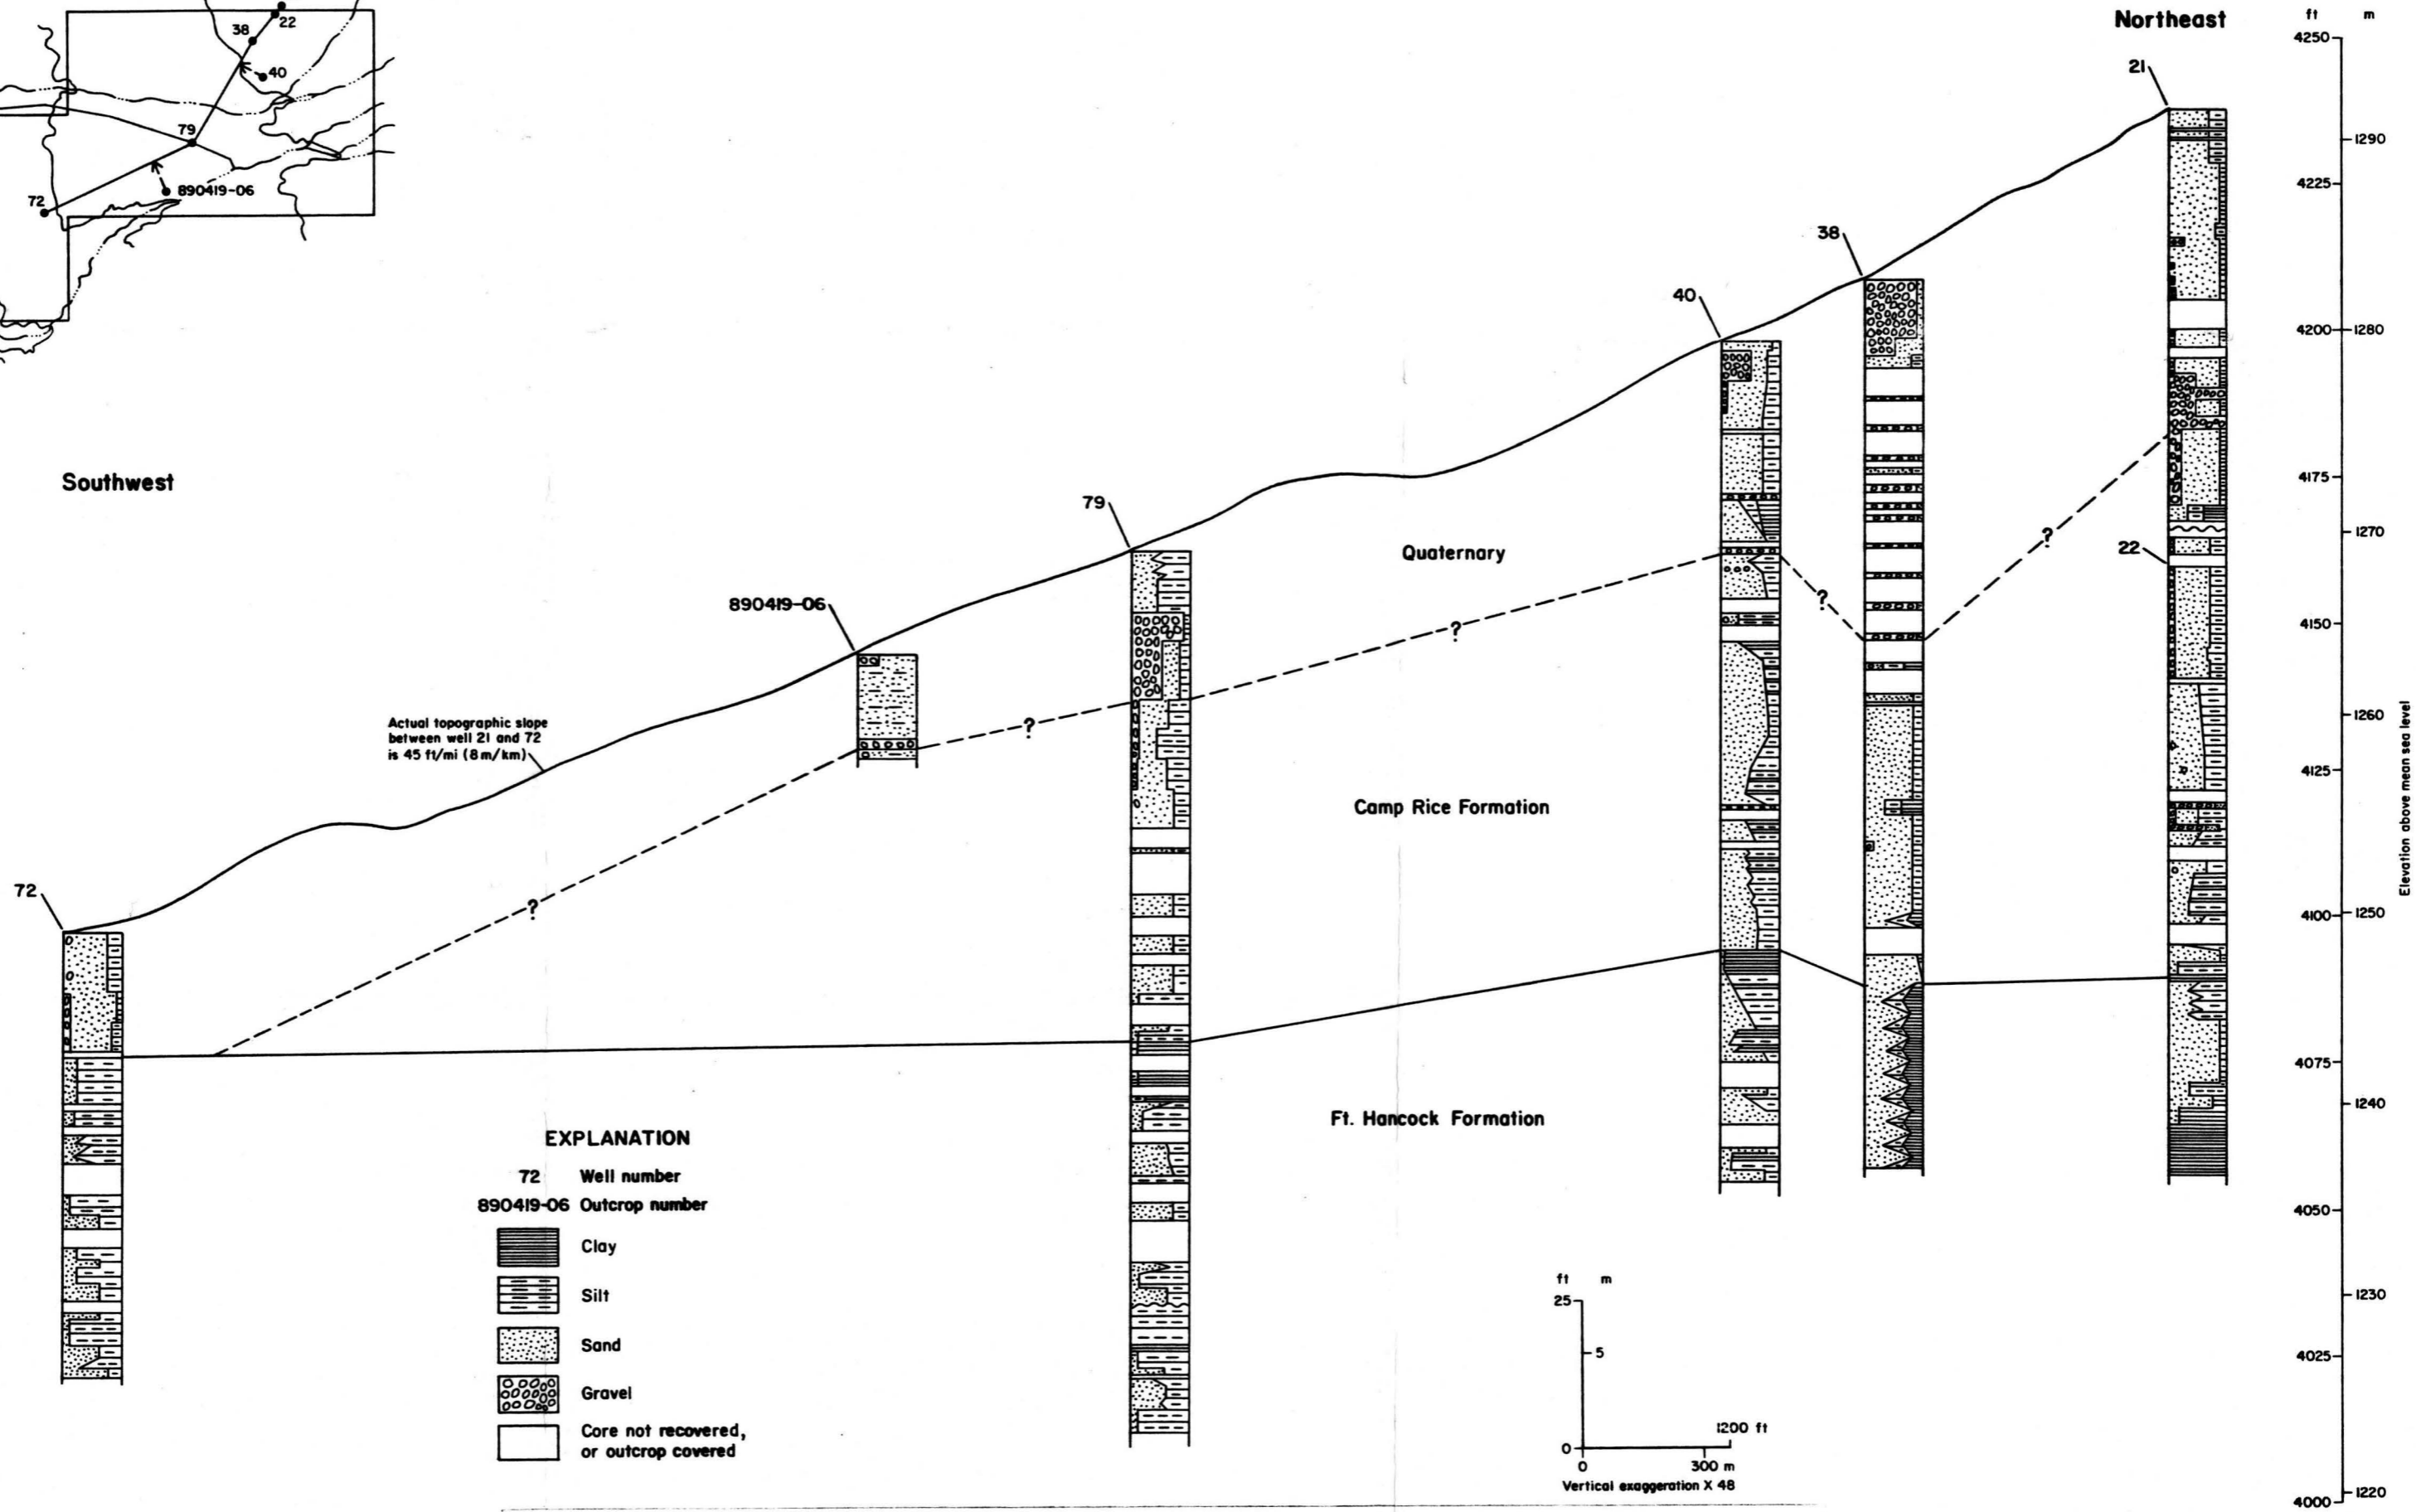 38
22
40
79
890419-06
72
Northeast
ft m
4250
21
1290
4225
38
40
4200
1280
Southwest
4175
79
1270
Quaternary
22
?
?
890419-06
4150
?
?
1260
Actual topographic slope
between well 21 and 72
is 45 ft/mi (8m/km)
4125
Elevation above mean sea level
Camp Rice Formation
72
?
4100
1250
4075
1240
Ft. Hancock Formation
EXPLANATION
72 Well number
890419-06 Outcrop number
Clay
Silt
Sand
Gravel
Core not recovered,
or outcrop covered
4050
1230
4025
ft m
25
5
1200 ft
0
0 300 m
Vertical exaggeration X 48
4000
1220